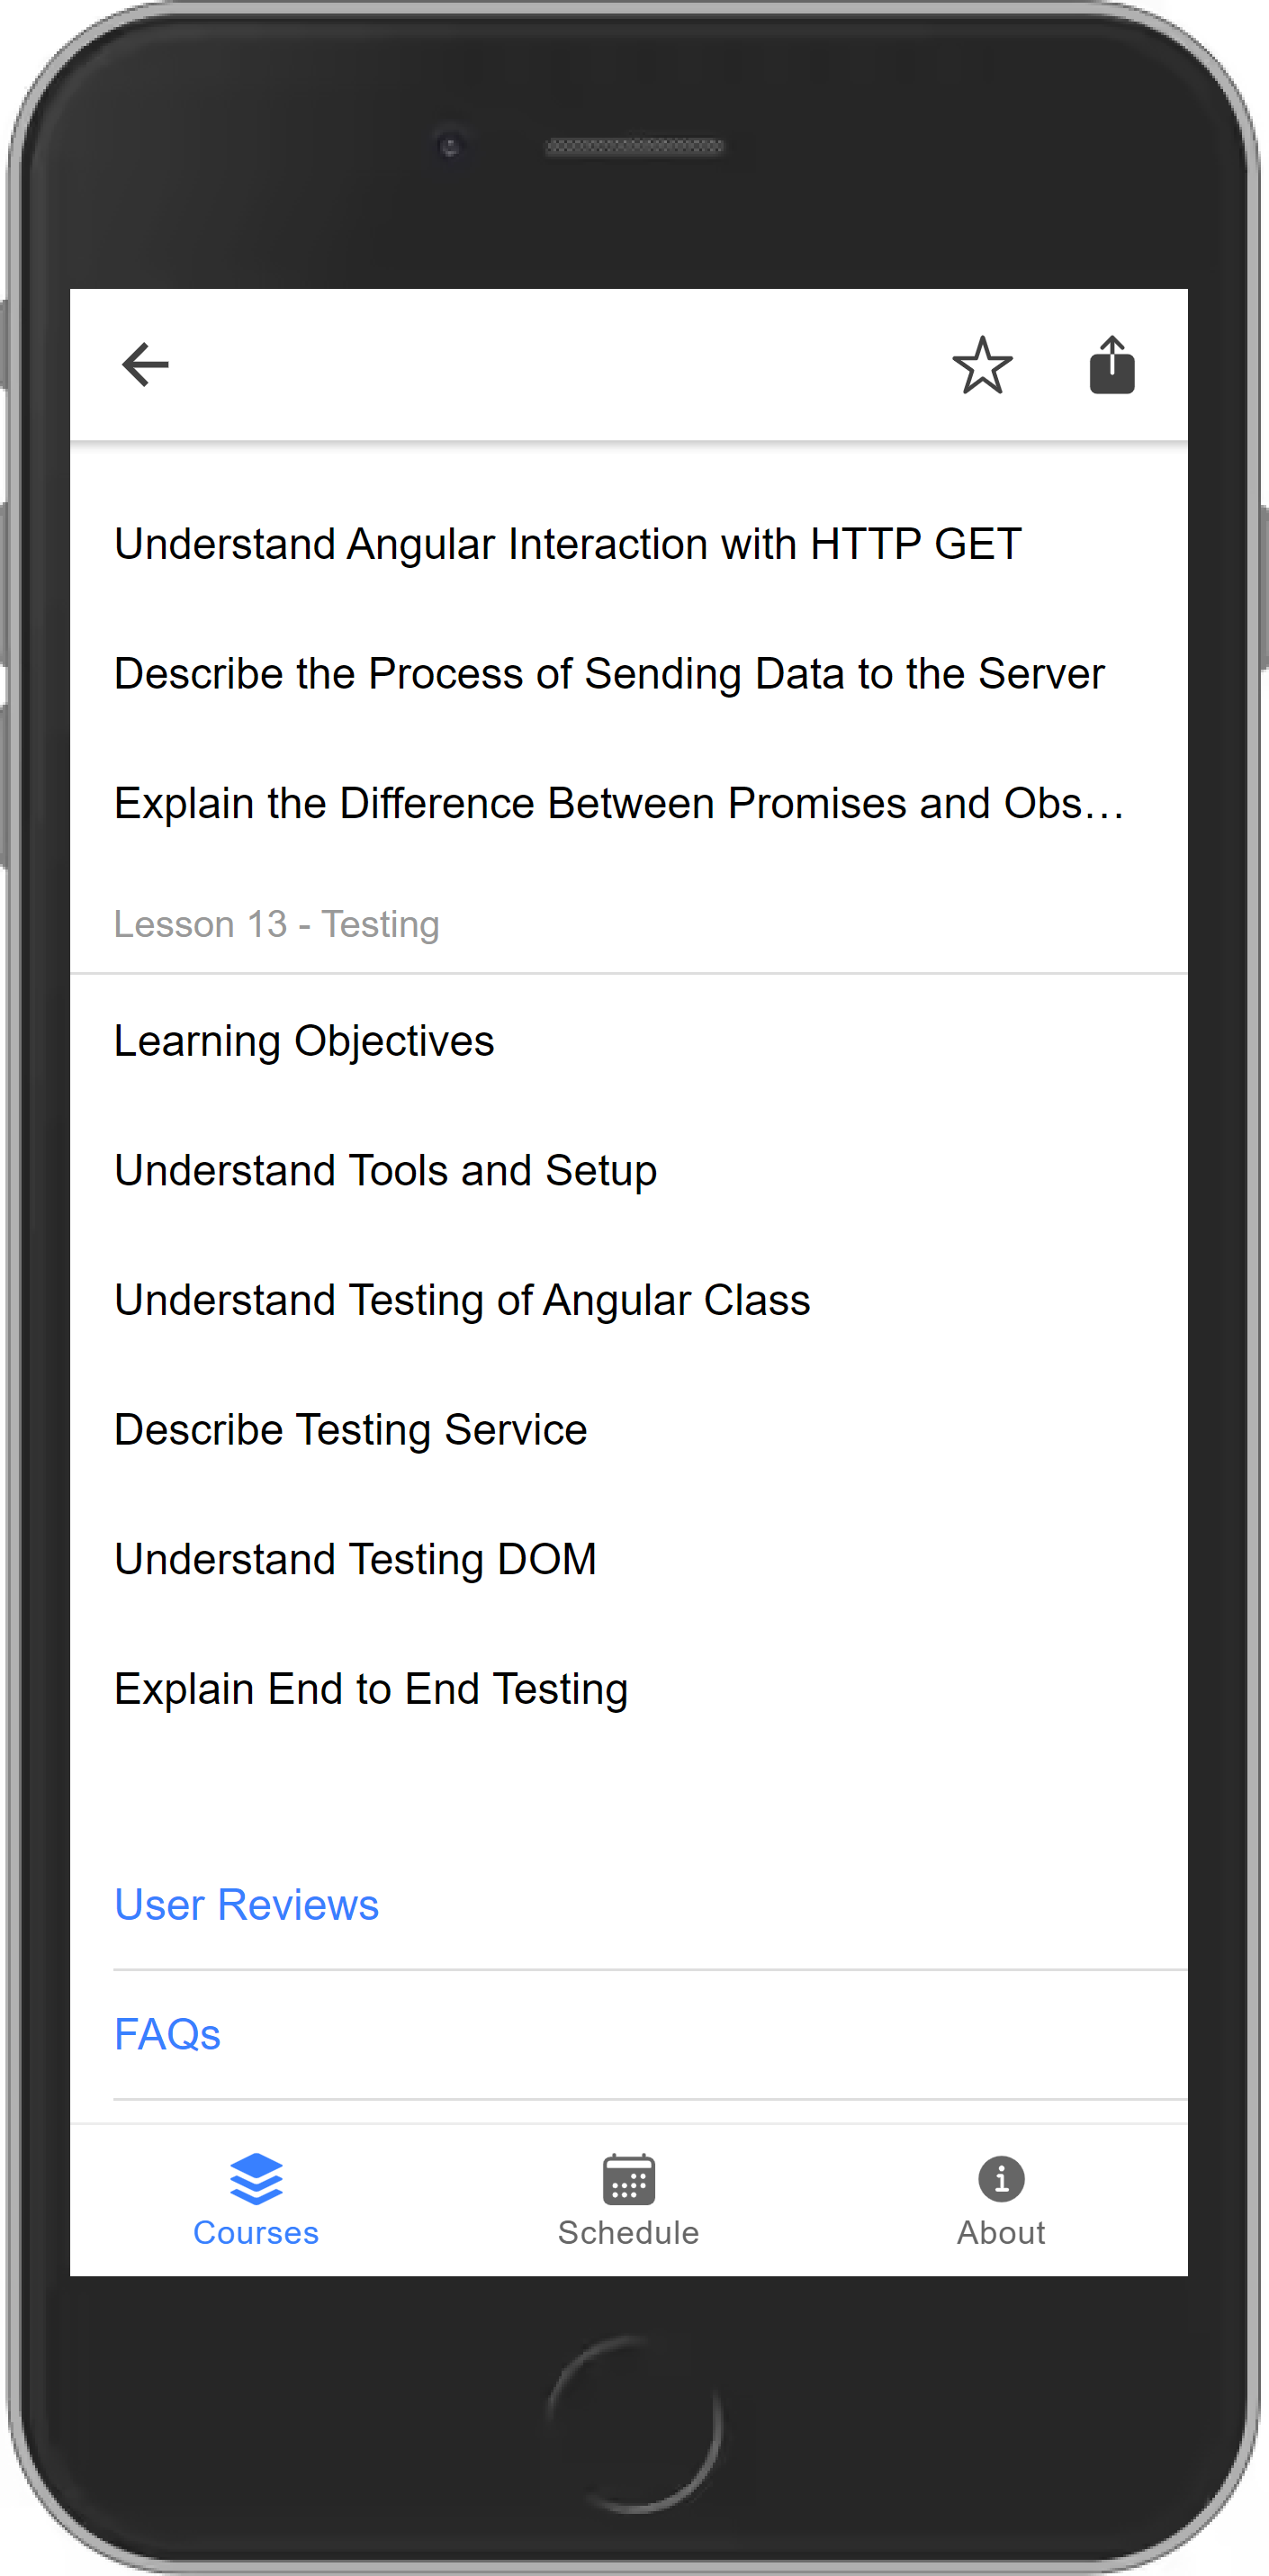 Understand Angular Interaction with HTTP GET
Describe the Process of Sending Data to the Server
Explain the Difference Between Promises and Obs...
Lesson 13 - Testing
Learning Objectives
Understand Tools and Setup
Understand Testing of Angular Class
Describe Testing Service
Understand Testing DOM
Explain End to End Testing
User Reviews
FAQs
Courses
Schedule
About